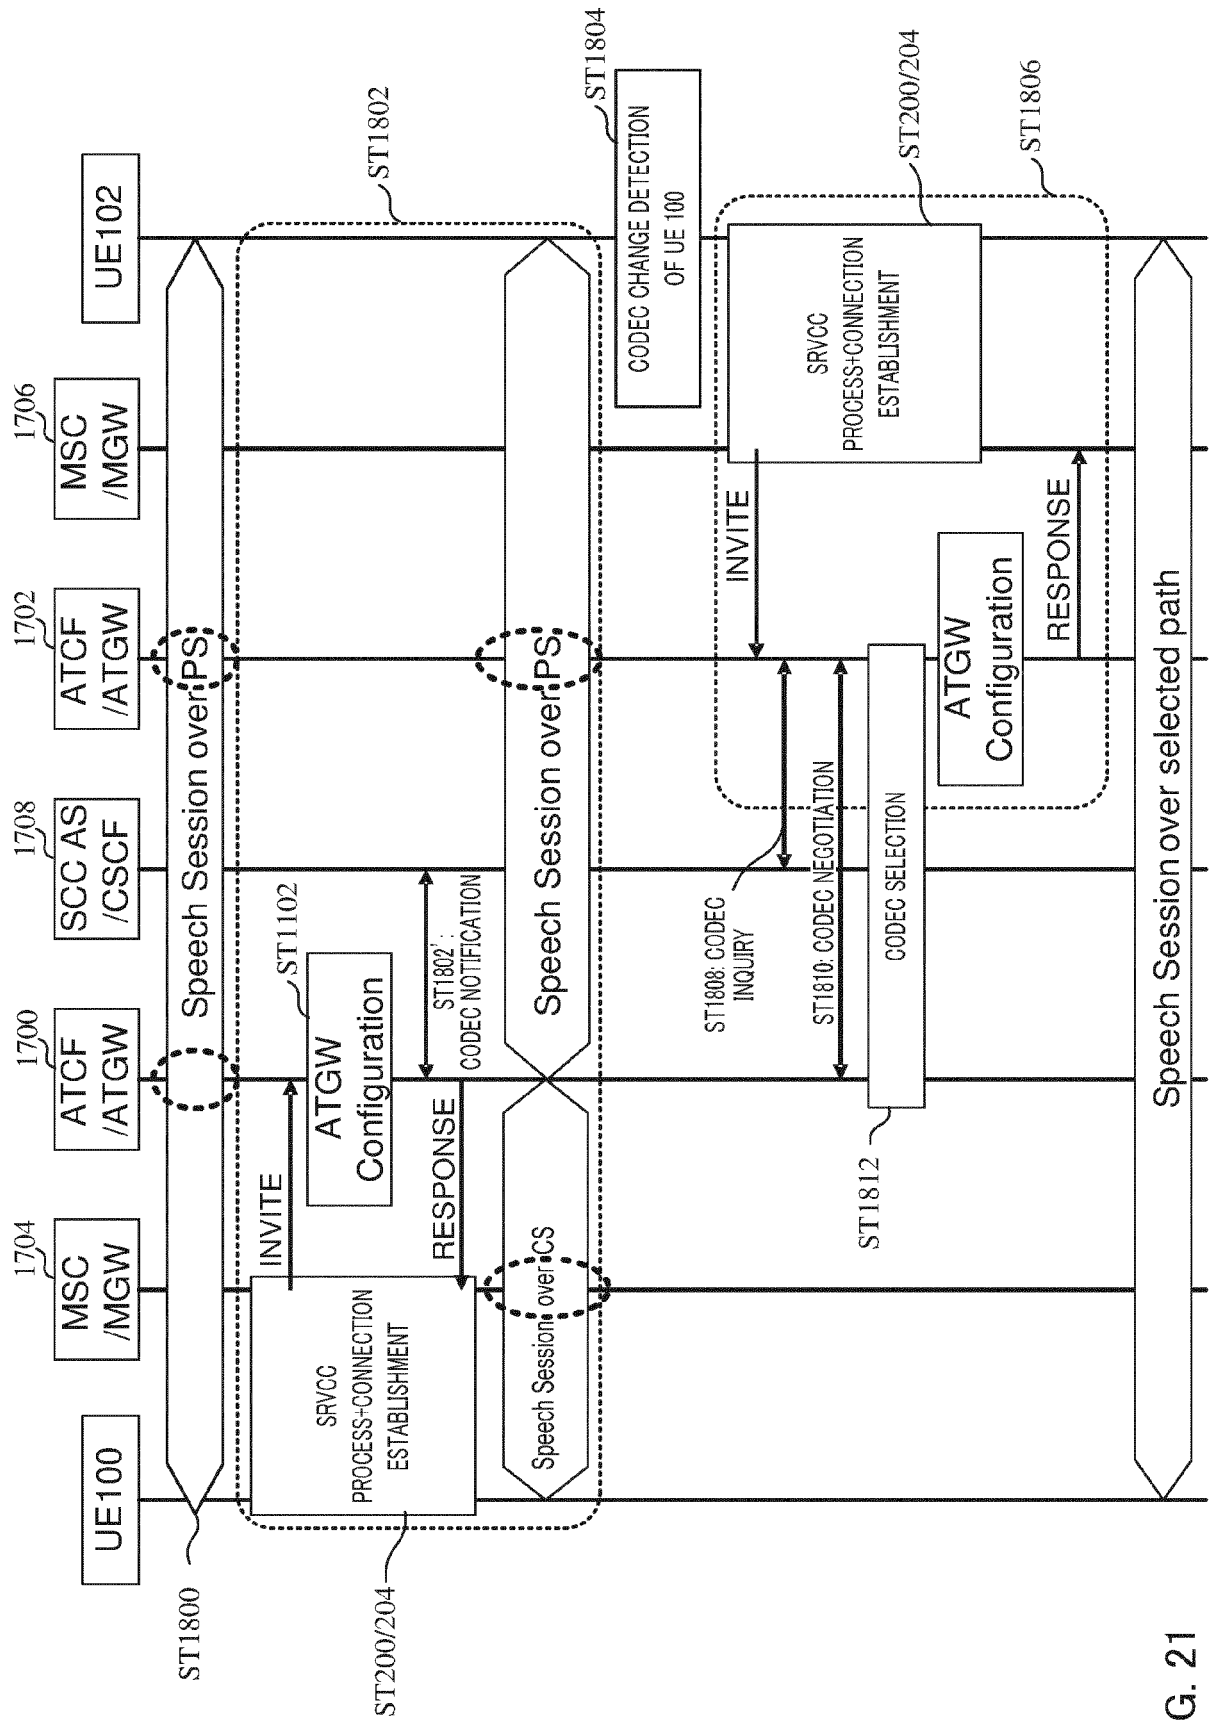 UE100
1704
MSC
/MGW
1700
ATCF
/ATGW
1708
SCC AS
/CSCF
1702
ATCF
/ATGW
1706
MSC
/MGW
UE102
ST1800
Speech Session over PS
ST1802
ST200/204
SRVCC
PROCESS+CONNECTION
ESTABLISHMENT
INVITE
ATGW
Configuration
ST1102
ST1802':
CODEC NOTIFICATION
RESPONSE
Speech Session over CS
Speech Session over PS
ST1804
CODEC CHANGE DETECTION
OF UE 100
ST200/204
SRVCC
PROCESS+CONNECTION
ESTABLISHMENT
ST1806
INVITE
ST1808: CODEC
INQUIRY
ST1810: CODEC NEGOTIATION
CODEC SELECTION
ST1812
ATGW
Configuration
RESPONSE
Speech Session over selected path
G. 21